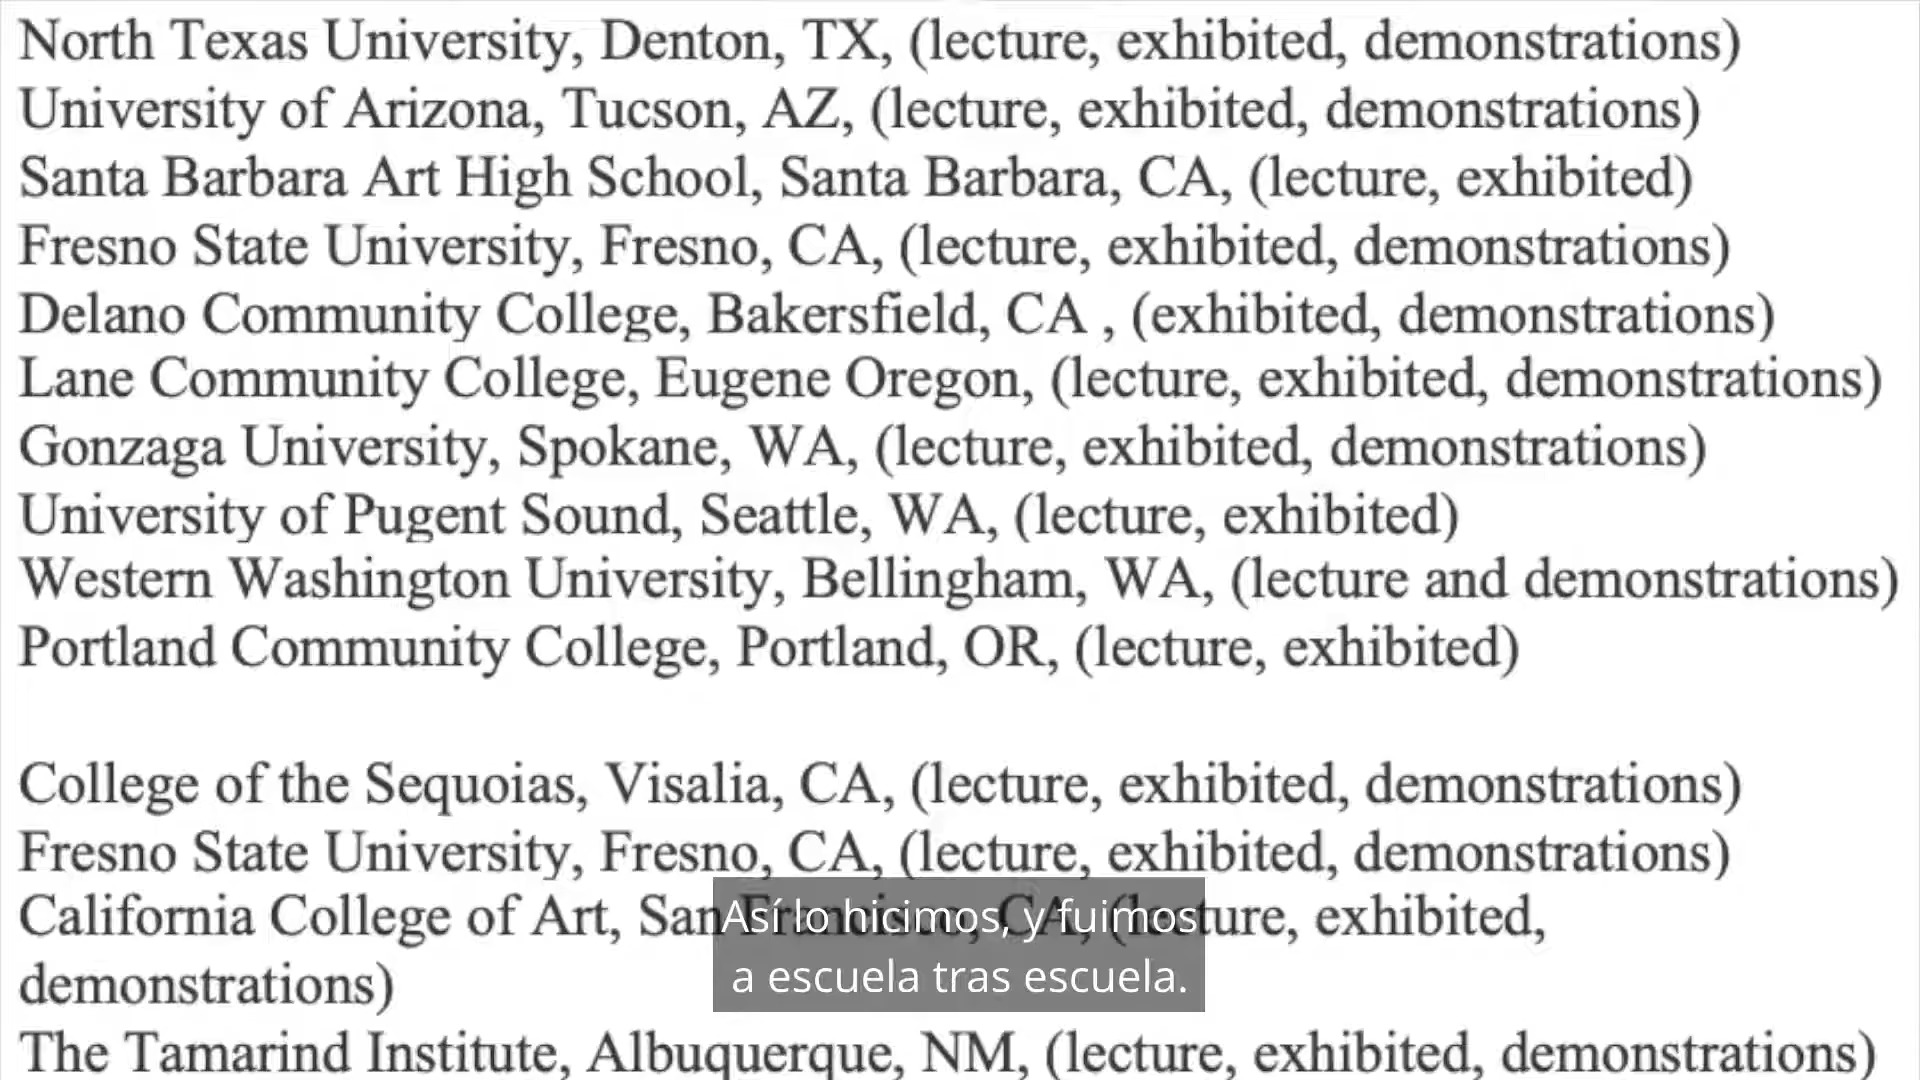 North Texas University, Denton, TX, (lecture, exhibited, demonstrations)
University of Arizona, Tucson, AZ, (lecture, exhibited, demonstrations)
Santa Barbara Art High School, Santa Barbara, CA, (lecture, exhibited)
Fresno State University, Fresno, CA, (lecture, exhibited, demonstrations)
Delano Community College, Bakersfield, CA , (exhibited, demonstrations)
Lane Community College, Eugene Oregon, (lecture, exhibited, demonstrations)
Gonzaga University, Spokane, WA, (lecture, exhibited, demonstrations)
University of Pugent Sound, Seattle, WA, (lecture, exhibited)
Western Washington University, Bellingham, WA, (lecture and demonstrations)
Portland Community College, Portland, OR, (lecture, exhibited)
College of the Sequoias, Visalia, CA, (lecture, exhibited, demonstrations)
Fresno State University, Fresno, CA, (lecture, exhibited, demonstrations)
California College of Art, San Francisco, CA, (lecture, exhibited,
demonstrations)
The Tamarind Institute, Albuquerque, NM, (lecture, exhibited, demonstrations)
Así lo hicimos, y fuimos
a escuela tras escuela.